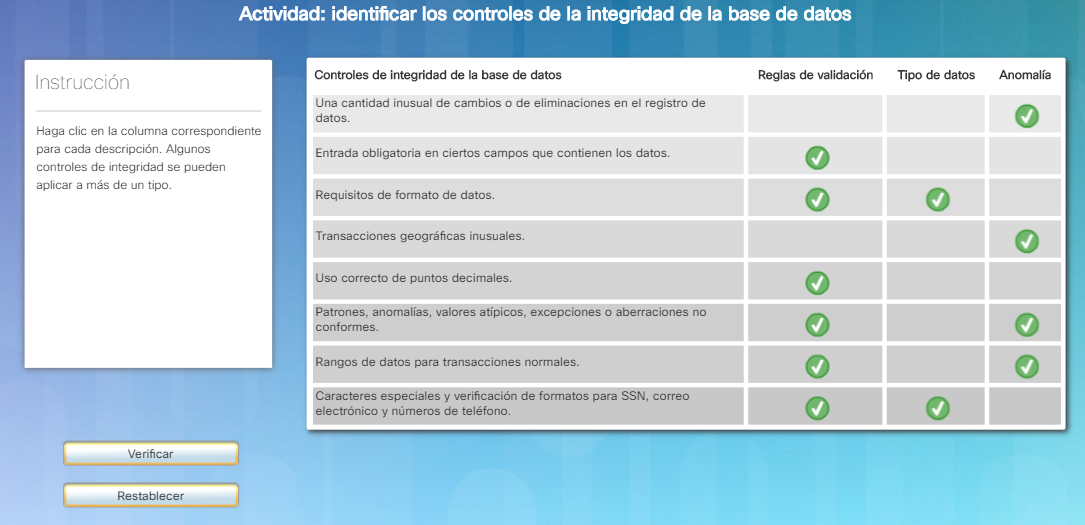 Actividad: identificar los controles de la integridad de la base de datos
Instrucción
Haga clic en la columna correspondiente
para cada descripción. Algunos
controles de integridad se pueden
aplicar a más de un tipo.
Controles de integridad de la base de datos Reglas de validación Tipo de datos Anomalía
Una cantidad inusual de cambios o de eliminaciones en el registro de
datos.
Entrada obligatoria en ciertos campos que contienen los datos.
Requisitos de formato de datos.
Transacciones geográficas inusuales.
Uso correcto de puntos decimales.
Patrones, anomalías, valores atípicos, excepciones o aberraciones no
conformes.
Rangos de datos para transacciones normales.
Caracteres especiales y verificación de formatos para SSN, correo
electrónico y números de teléfono.
Verificar
Restablecer